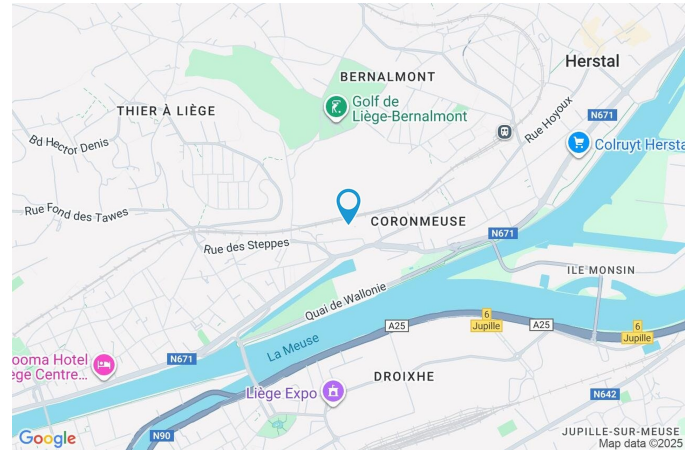 Herstal
BERNALMONT
Golf de
Liège-Bernalmont
THIER À LIÈGE
N671
Rue Hoyoux
Bd Hector Denis
Colruyt Hersta
Rue Fond des Tawes
CORONMEUSE
Rue des Steppes
N671
ILE MONSIN
Quai de Wallonie
6
Jupille
A25
A25
6
Jupille
La Meuse
N671
ooma Hotel
ège Centre...
DROIXHE
Liège Expo
N642
N90
JUPILLE-SUR-MEUSE
Google
Map data ©2025